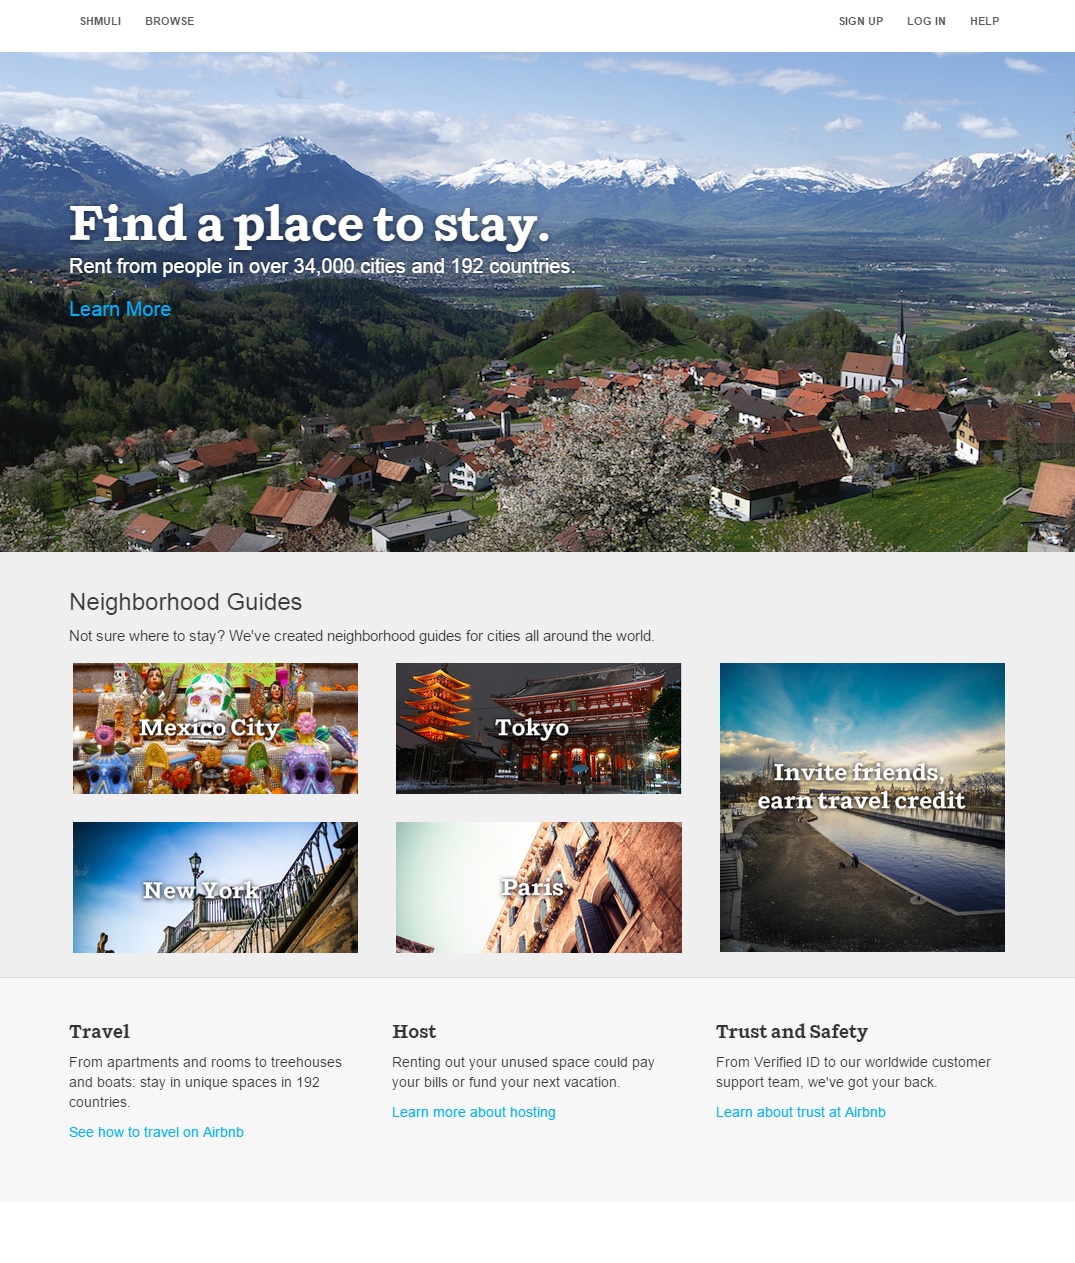 SHMULI BROWSE SIGN UP LOG IN HELP
Find a place to stay.
Rent from people in over 34,000 cities and 192 countries.
Learn More
Neighborhood Guides
Not sure where to stay? We've created neighborhood guides for cities all around the world.
Mexico City
Tokyo
Invite friends,
earn travel credit
New York
Paris
Travel
From apartments and rooms to treehouses
and boats: stay in unique spaces in 192
countries.
See how to travel on Airbnb
Host
Renting out your unused space could pay
your bills or fund your next vacation.
Learn more about hosting
Trust and Safety
From Verified ID to our worldwide customer
support team, we've got your back.
Learn about trust at Airbnb